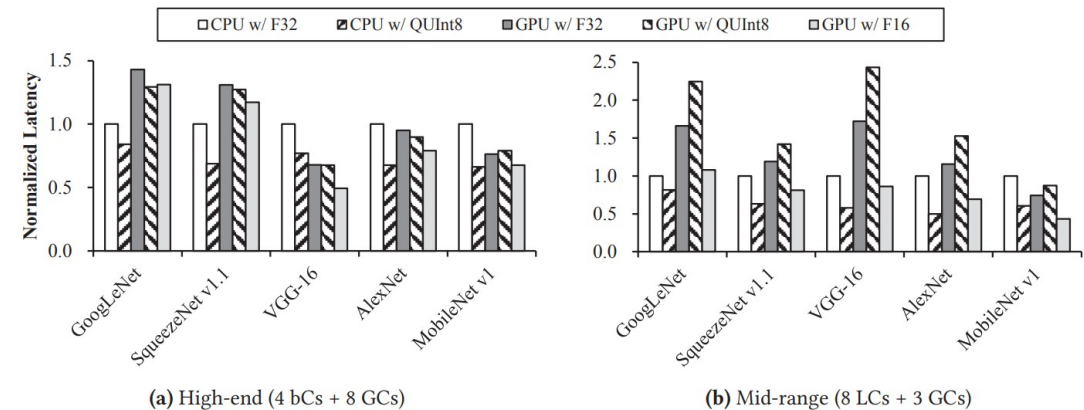 CPU w/ F32 CPU w/ QUInt8 GPU w/ F32 GPU w/ QUInt8 GPU w/ F16
Normalized Latency
1.5
1.0
0.5
0.0
GoogLeNet
SqueezeNet v1.1
VGG-16
AlexNet
MobileNet v1
(a) High-end (4 bCs + 8 GCs)
2.5
2.0
1.5
1.0
0.5
0.0
GoogLeNet
SqueezeNet v1.1
VGG-16
AlexNet
MobileNet v1
(b) Mid-range (8 LCs + 3 GCs)